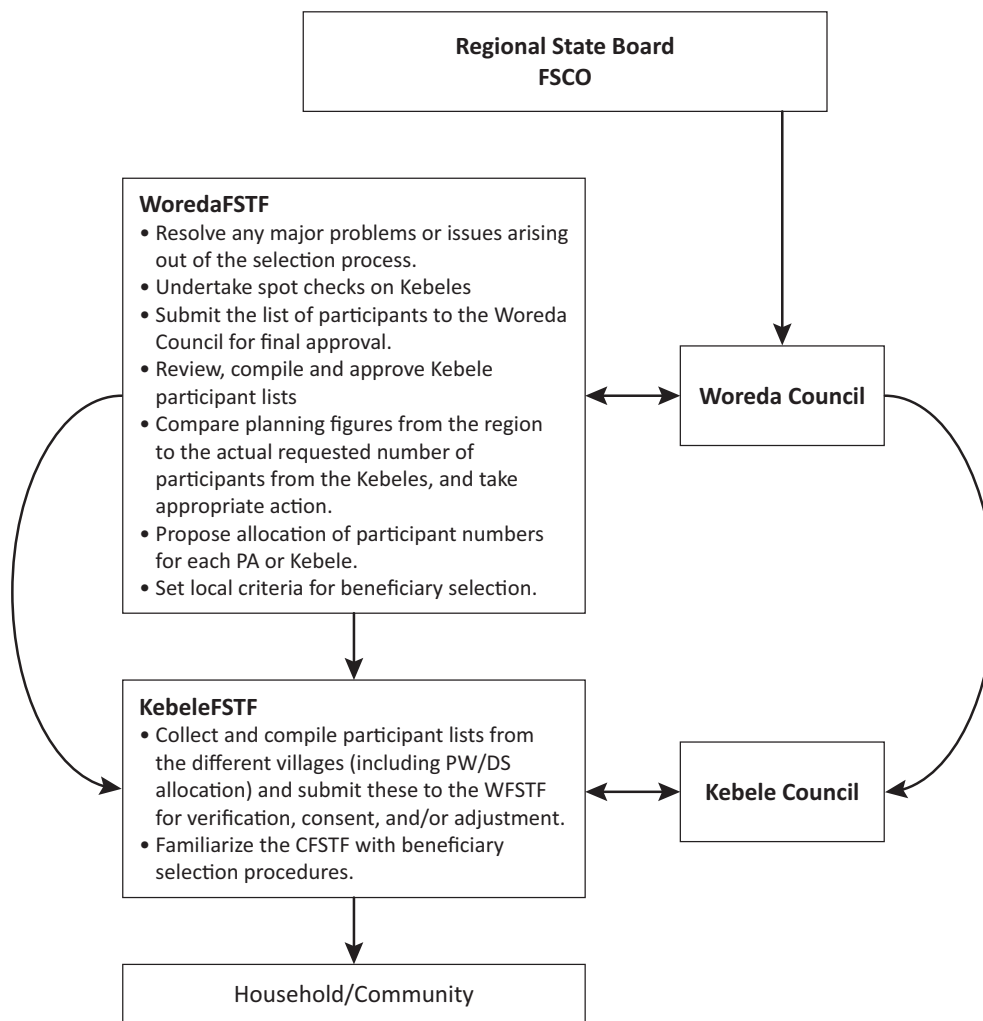 Regional State Board
FSCO
WoredaFSTF
• Resolve any major problems or issues arising
out of the selection process.
• Undertake spot checks on Kebeles
• Submit the list of participants to the Woreda
Council for final approval.
• Review, compile and approve Kebele
participant lists
• Compare planning figures from the region
to the actual requested number of
participants from the Kebeles, and take
appropriate action.
• Propose allocation of participant numbers
for each PA or Kebele.
• Set local criteria for beneficiary selection.
Woreda Council
KebeleFSTF
• Collect and compile participant lists from
the different villages (including PW/DS
allocation) and submit these to the WFSTF
for verification, consent, and/or adjustment.
• Familiarize the CFSTF with beneficiary
selection procedures.
Kebele Council
Household/Community